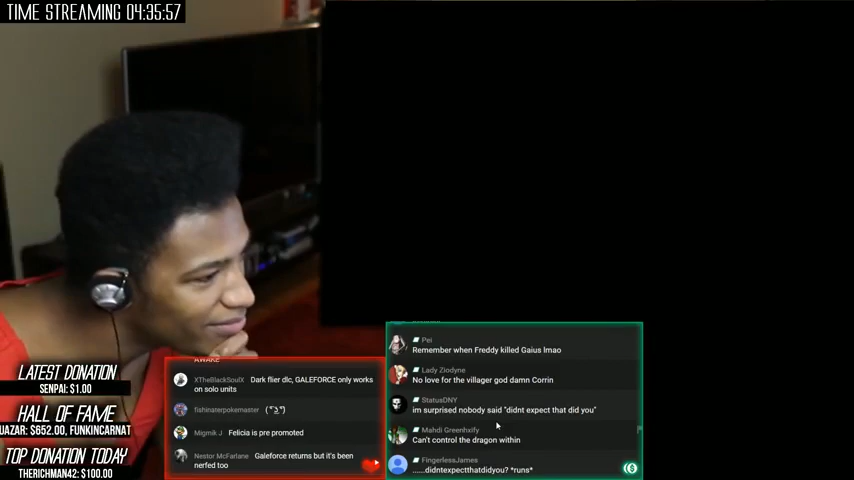 TIME STREAMING 04:35:57
LATEST DONATION
SENPAI: $1.00
HALL OF FAME
UAZAR: $652.00, FUNKINCARNAT
TOP DONATION TODAY
THERICHMAN42: $100.00
AWAKE
XTheBlackSoulX Dark flier dlc, GALEFORCE only works
on solo units
fishinaterpokemaster
Migmik J Felicia is pre promoted
Nestor McFarlane Galeforce returns but it's been
nerfed too
Pei
Remember when Freddy killed Gaius lmao
Lady Ziodyne
No love for the villager god damn Corrin
StatusDNY
im surprised nobody said "didnt expect that did you"
Mahdi Greenhxify
Can't control the dragon within
FingerlessJames
......didntexpectthatdidyou? *runs*